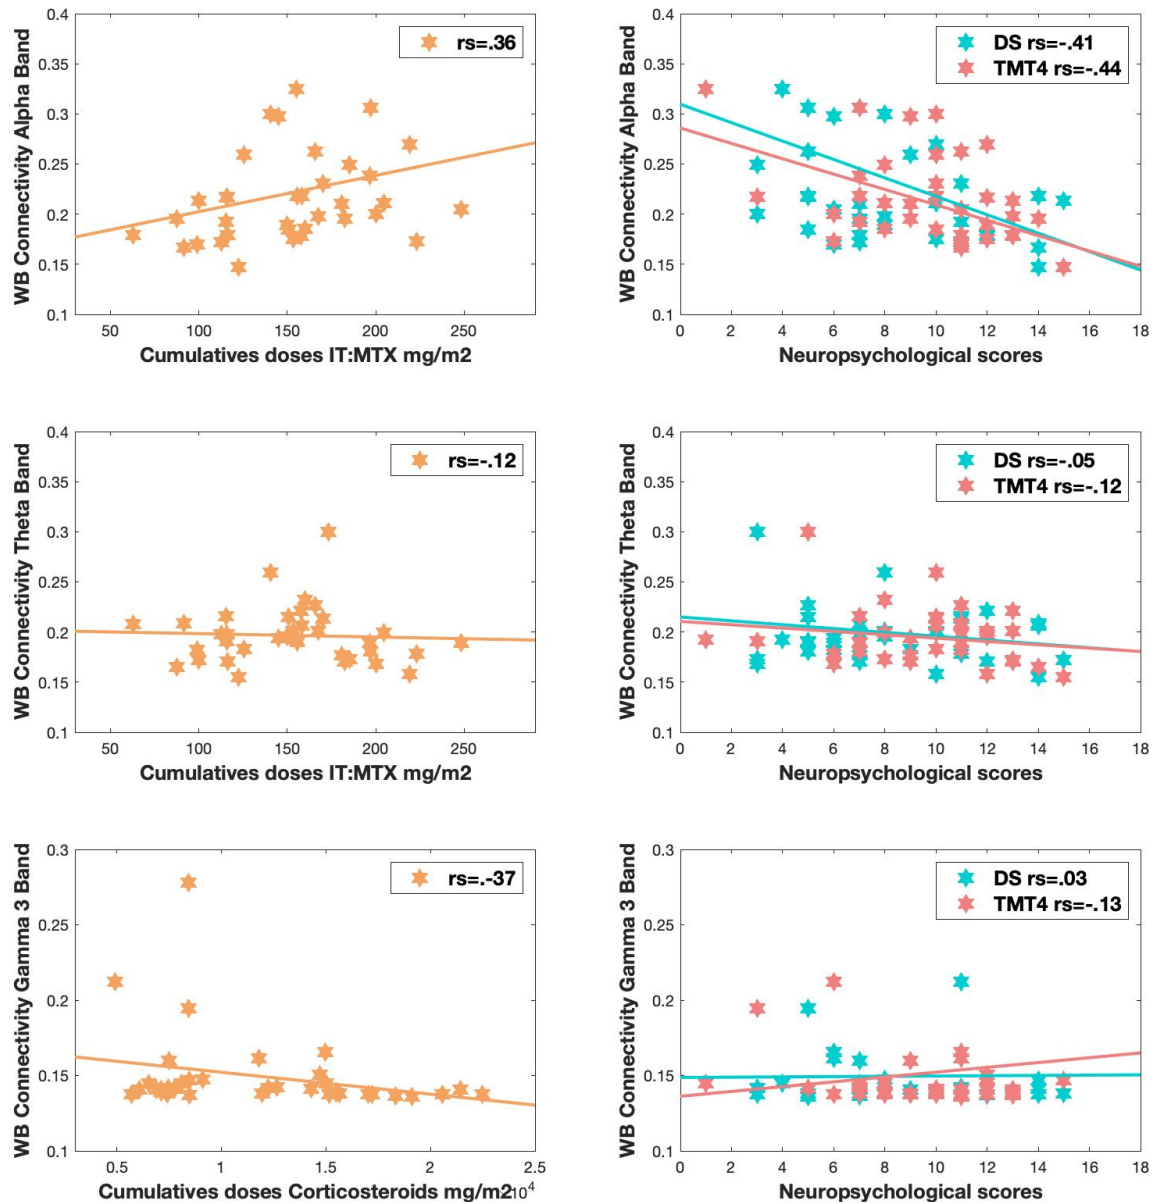 WB Connectivity Alpha Band
0.4
0.35
0.3
0.25
0.2
0.15
0.1
rs=.36
50 100 150 200 250
Cumulatives doses IT:MTX mg/m2
WB Connectivity Alpha Band
0.4
0.35
0.3
0.25
0.2
0.15
0.1
DS rs=-.41
TMT4 rs=-.44
0 2 4 6 8 10 12 14 16 18
Neuropsychological scores
WB Connectivity Theta Band
0.4
0.35
0.3
0.25
0.2
0.15
0.1
rs=-.12
50 100 150 200 250
Cumulatives doses IT:MTX mg/m2
WB Connectivity Theta Band
0.4
0.35
0.3
0.25
0.2
0.15
0.1
DS rs=-.05
TMT4 rs=-.12
0 2 4 6 8 10 12 14 16 18
Neuropsychological scores
WB Connectivity Gamma 3 Band
0.3
0.25
0.2
0.15
0.1
rs=.-37
0.5 1 1.5 2 2.5
Cumulatives doses Corticosteroids mg/m2 10^4
WB Connectivity Gamma 3 Band
0.3
0.25
0.2
0.15
0.1
DS rs=.03
TMT4 rs=-.13
0 2 4 6 8 10 12 14 16 18
Neuropsychological scores